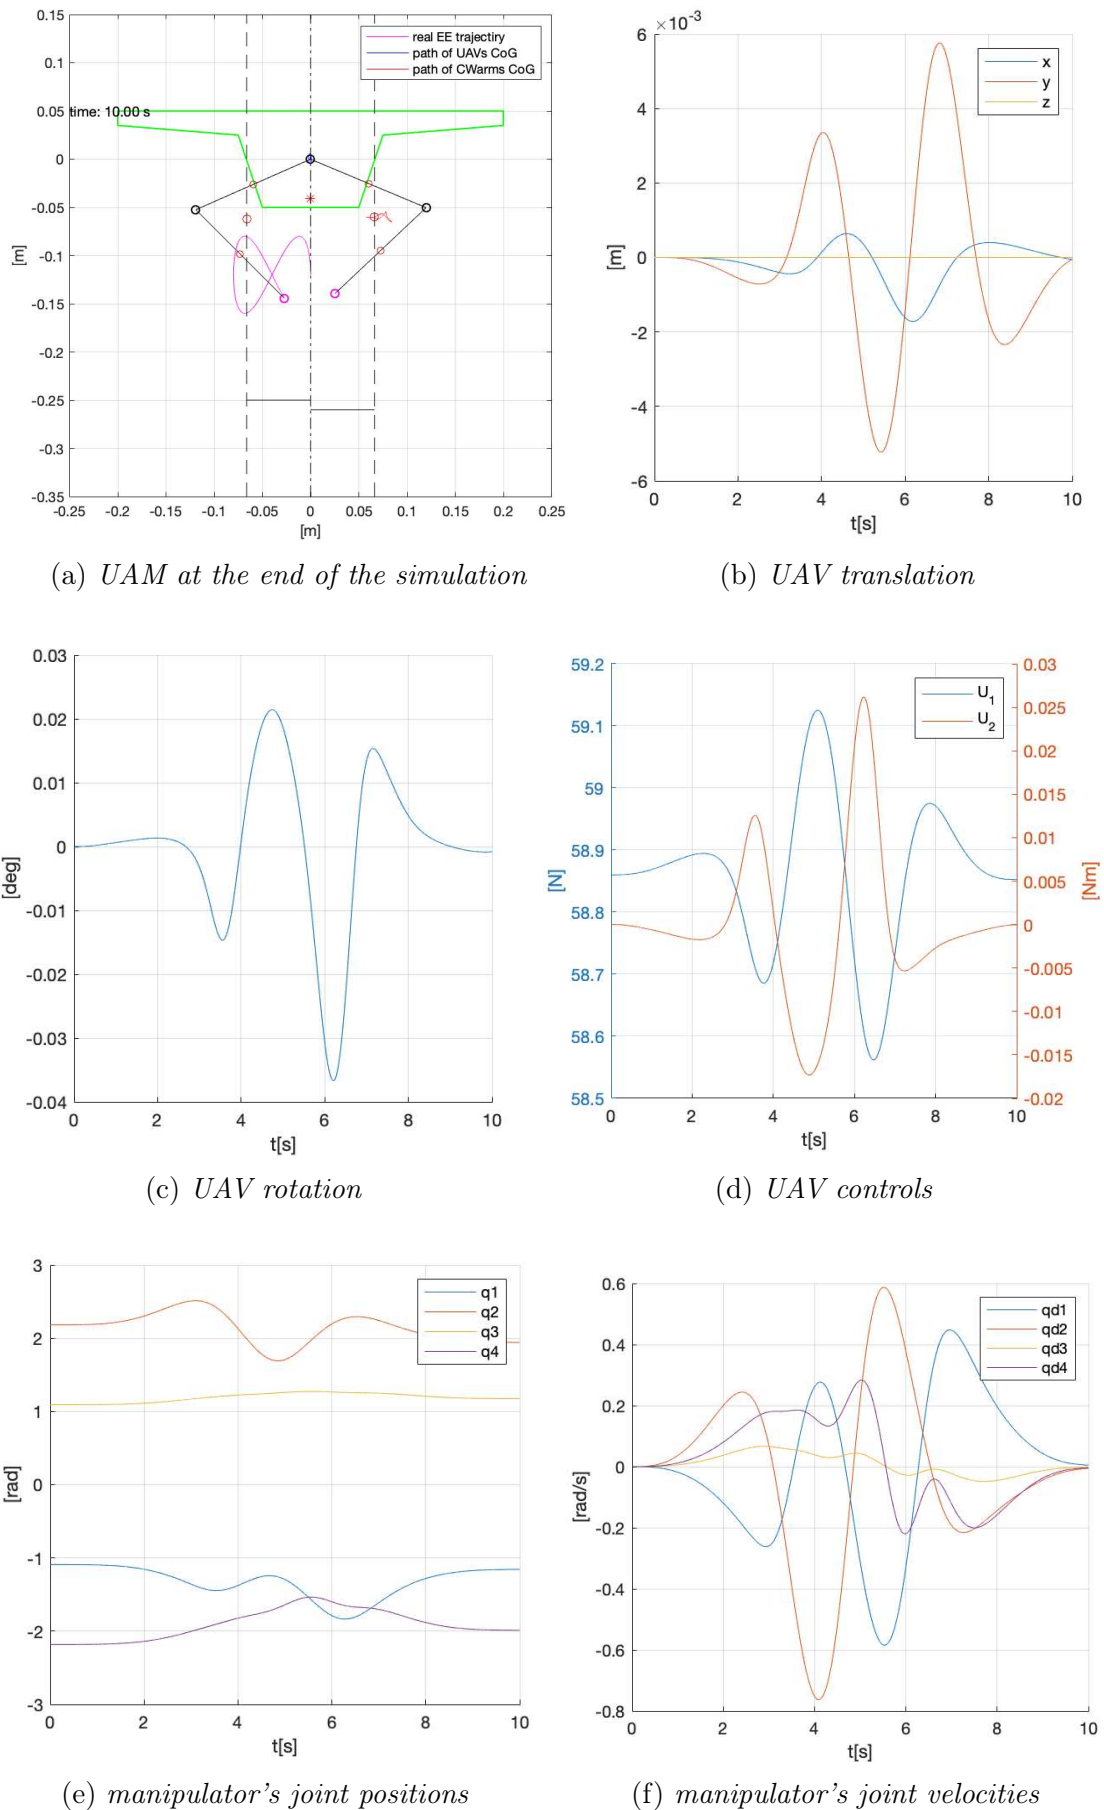 0.15
0.1
0.05
0
-0.05
-0.1
-0.15
-0.2
-0.25
-0.3
-0.35
[m]
real EE trajectiry
path of UAVs CoG
path of CWarms CoG
time: 10.00 s
-0.25 -0.2 -0.15 -0.1 -0.05 0 0.05 0.1 0.15 0.2 0.25
[m]
(a) UAM at the end of the simulation
×10-3
6
4
2
0
-2
-4
-6
[m]
x
y
z
0 2 4 6 8 10
t[s]
(b) UAV translation
0.03
0.02
0.01
0
-0.01
-0.02
-0.03
-0.04
[deg]
0 2 4 6 8 10
t[s]
(c) UAV rotation
59.2
59.1
59
58.9
58.8
58.7
58.6
58.5
[N]
U1
U2
0.03
0.025
0.02
0.015
0.01
0.005
0
-0.005
-0.01
-0.015
-0.02
[Nm]
0 2 4 6 8 10
t[s]
(d) UAV controls
3
2
1
0
-1
-2
-3
[rad]
q1
q2
q3
q4
0 2 4 6 8 10
t[s]
(e) manipulator's joint positions
0.6
0.4
0.2
0
-0.2
-0.4
-0.6
-0.8
[rad/s]
qd1
qd2
qd3
qd4
0 2 4 6 8 10
t[s]
(f) manipulator's joint velocities